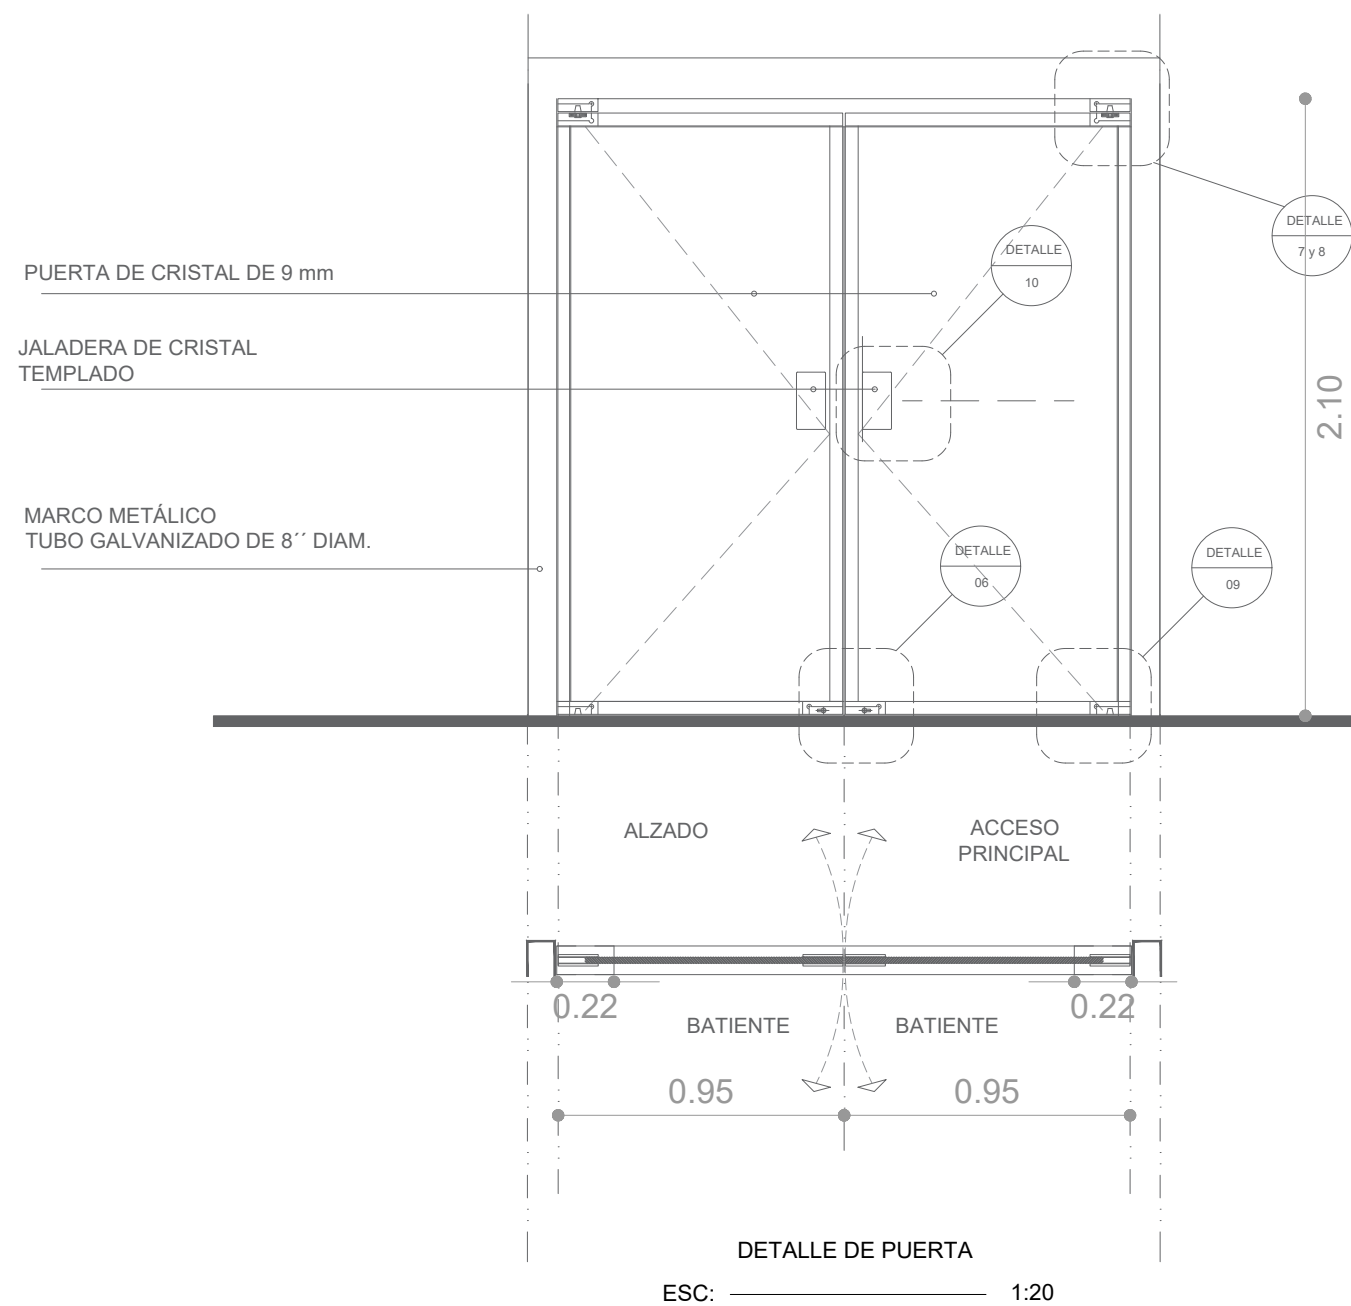 DETALLE
7 y 8
DETALLE
10
PUERTA DE CRISTAL DE 9 mm
JALADERA DE CRISTAL
TEMPLADO
2.10
MARCO METÁLICO
TUBO GALVANIZADO DE 8´´ DIAM.
DETALLE
06
DETALLE
09
ALZADO
ACCESO
PRINCIPAL
0.22
0.22
BATIENTE
BATIENTE
0.95
0.95
DETALLE DE PUERTA
ESC: 1:20